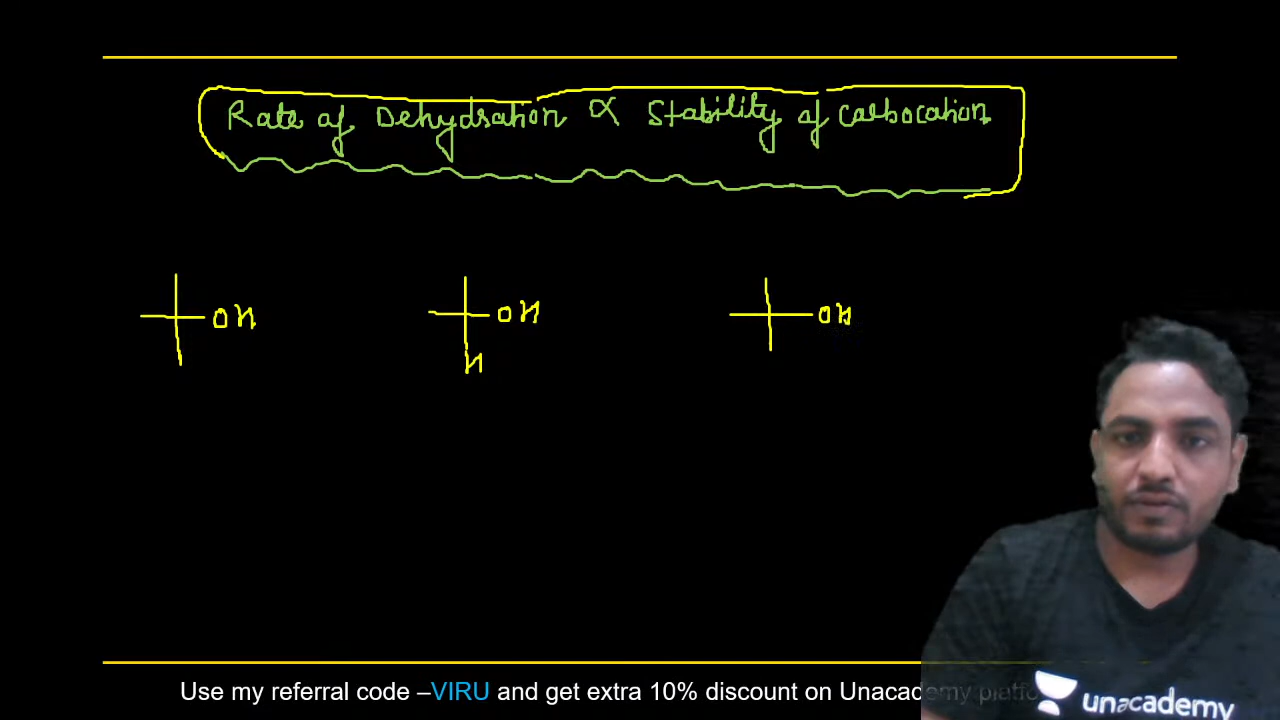 Rate of Dehydration ∝ Stability of Carbocation
OH OH OH
H
Use my referral code –VIRU and get extra 10% discount on Unacademy
unacademy